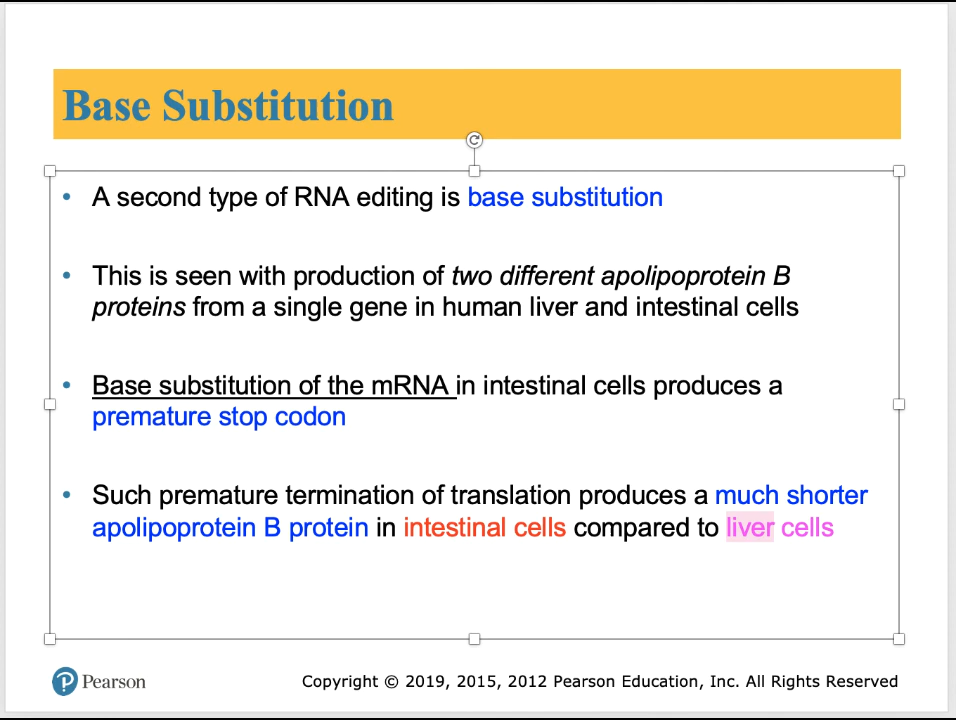 Base Substitution
• A second type of RNA editing is base substitution
• This is seen with production of two different apolipoprotein B
proteins from a single gene in human liver and intestinal cells
• Base substitution of the mRNA in intestinal cells produces a
premature stop codon
• Such premature termination of translation produces a much shorter
apolipoprotein B protein in intestinal cells compared to liver cells
Pearson
Copyright © 2019, 2015, 2012 Pearson Education, Inc. All Rights Reserved